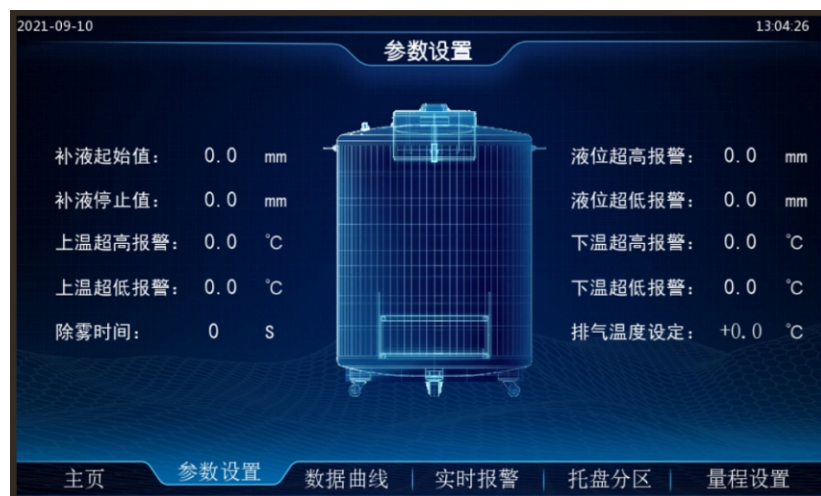 2021-09-10 13:04:26
参数设置
补液起始值： 0.0 mm 液位超高报警： 0.0 mm
补液停止值： 0.0 mm 液位超低报警： 0.0 mm
上温超高报警： 0.0 ℃ 下温超高报警： 0.0 ℃
上温超低报警： 0.0 ℃ 下温超低报警： 0.0 ℃
除雾时间： 0 S 排气温度设定： +0.0 ℃
主页 参数设置 数据曲线 实时报警 托盘分区 量程设置